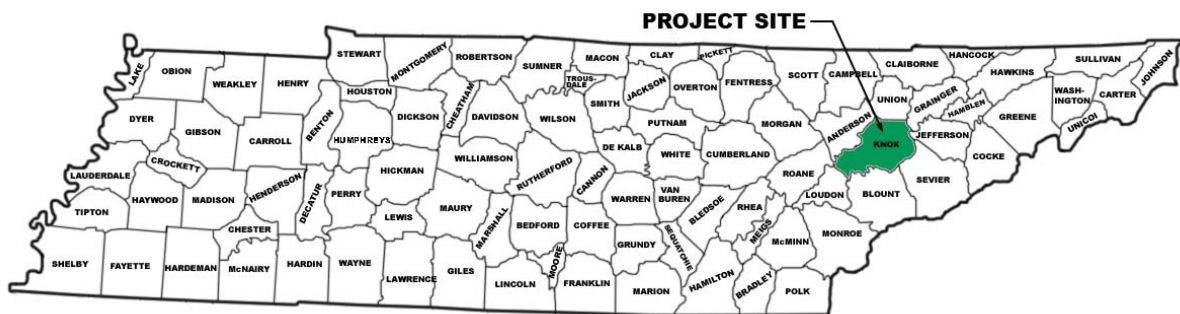 PROJECT SITE
LAKE
OBION
WEAKLEY
HENRY
STEWART
MONTGOMERY
ROBERTSON
SUMNER
TROUS-
DALE
MACON
CLAY
PICKETT
JACKSON
OVERTON
FENTRESS
SCOTT
CAMPBELL
CLAIBORNE
HANCOCK
HAWKINS
SULLIVAN
JOHNSON
UNION
GRAINGER
HAMBLEN
GREENE
WASH-
INGTON
CARTER
UNICOI
DYER
GIBSON
CARROLL
BENTON
HOUSTON
HUMPHREYS
DICKSON
CHEATHAM
DAVIDSON
WILSON
SMITH
PUTNAM
MORGAN
ANDERSON
KNOX
JEFFERSON
COCKE
LAUDERDALE
CROCKETT
HAYWOOD
MADISON
HENDERSON
DECATUR
PERRY
HICKMAN
WILLIAMSON
RUTHERFORD
CANNON
DE KALB
WHITE
CUMBERLAND
ROANE
LOUDON
BLOUNT
SEVIER
TIPTON
CHESTER
LEWIS
MAURY
MARSHALL
BEDFORD
COFFEE
WARREN
VAN
BUREN
BLEDSOE
RHEA
MEIGS
McMINN
MONROE
SHELBY
FAYETTE
HARDEMAN
McNAIRY
HARDIN
WAYNE
LAWRENCE
GILES
LINCOLN
MOORE
FRANKLIN
GRUNDY
SEQUATCHIE
MARION
HAMILTON
BRADLEY
POLK